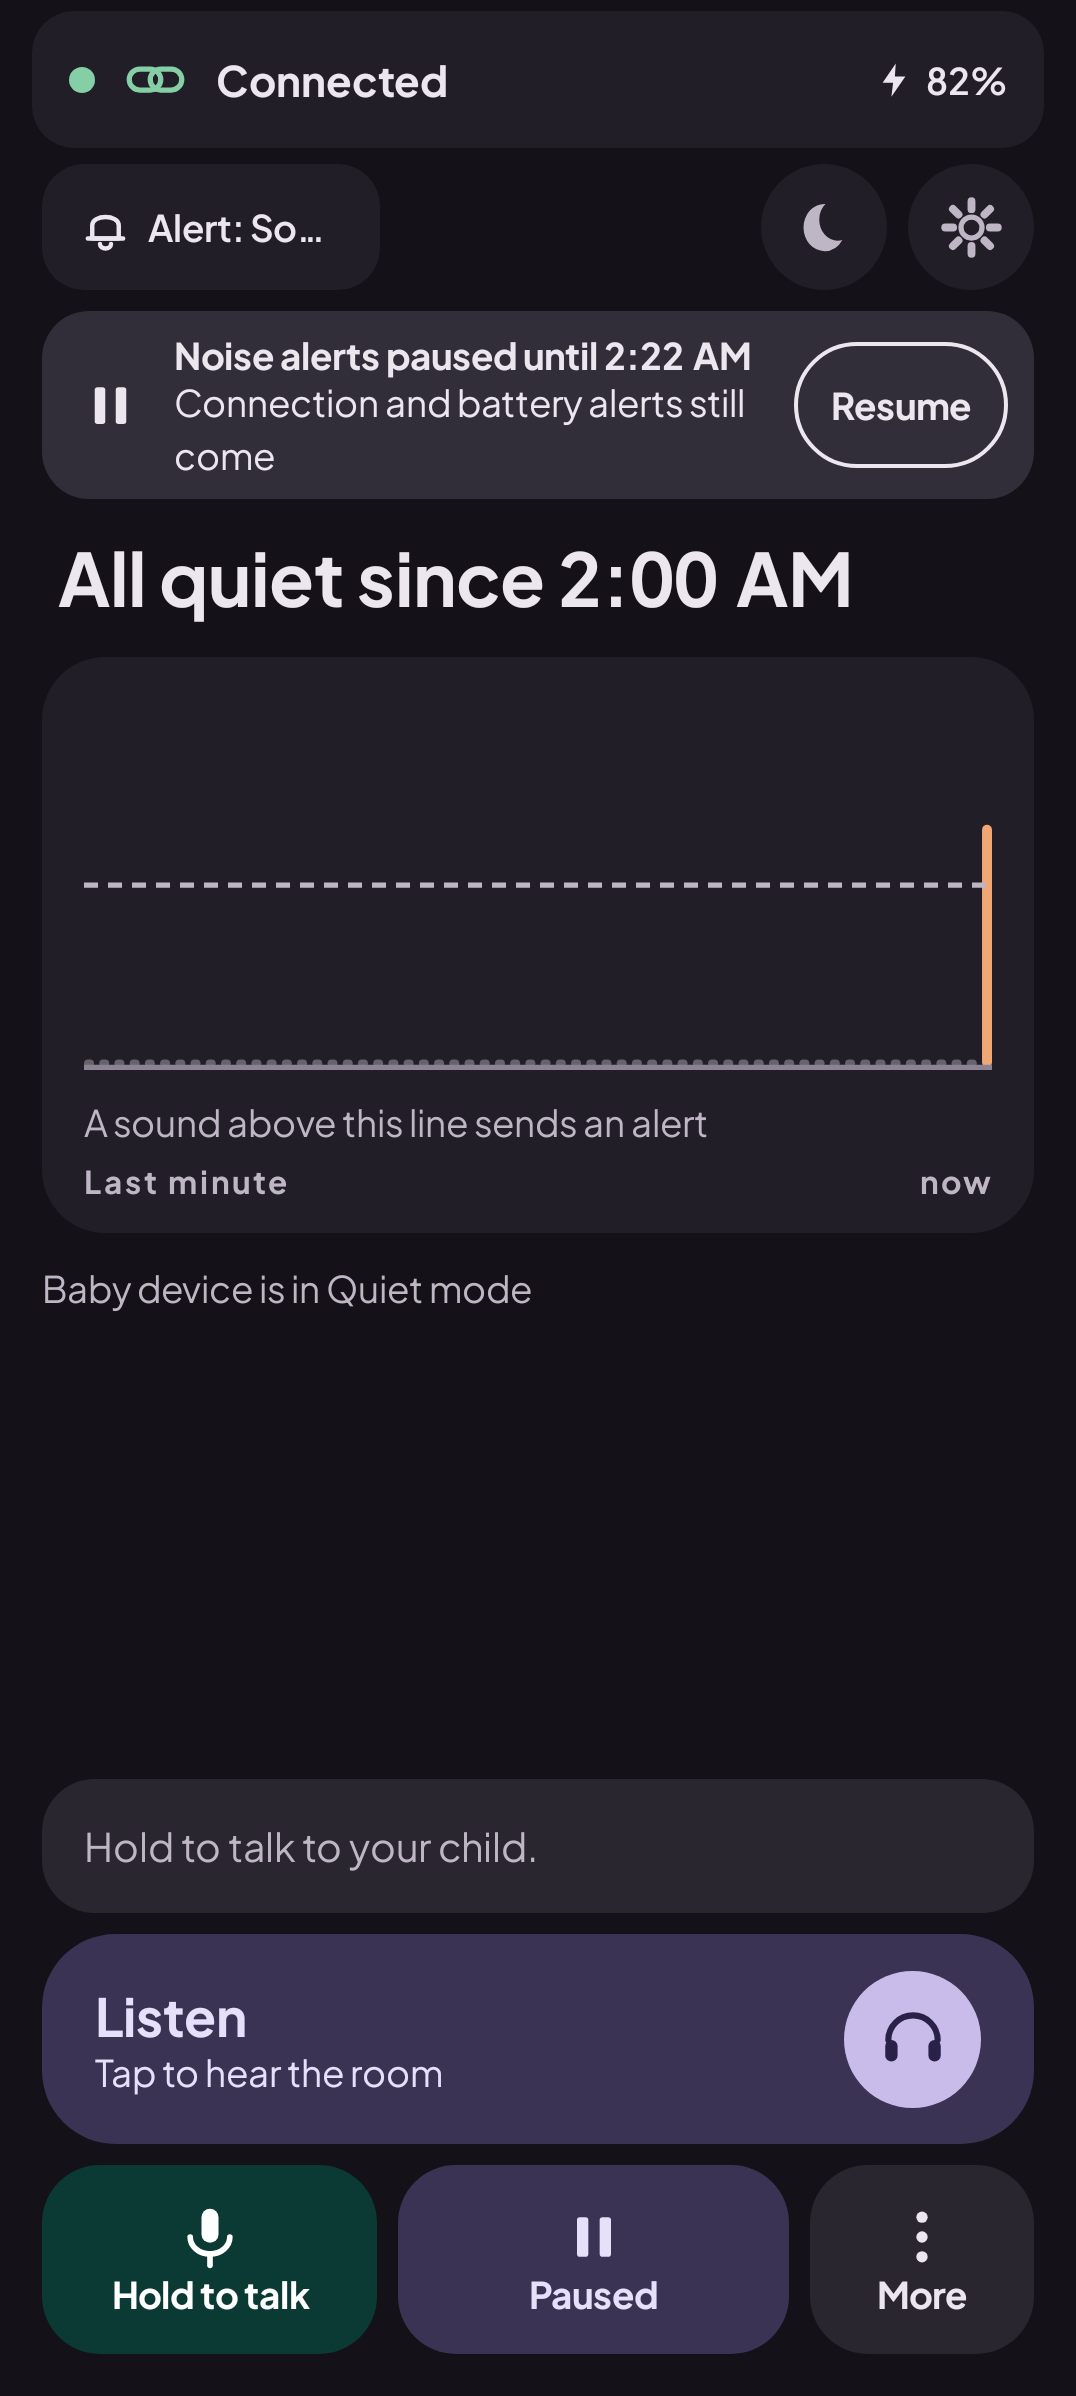 Connected
82%
Alert: So...
Noise alerts paused until 2:22 AM
Connection and battery alerts still
come
Resume
All quiet since 2:00 AM
A sound above this line sends an alert
Last minute
now
Baby device is in Quiet mode
Hold to talk to your child.
Listen
Tap to hear the room
Hold to talk
Paused
More